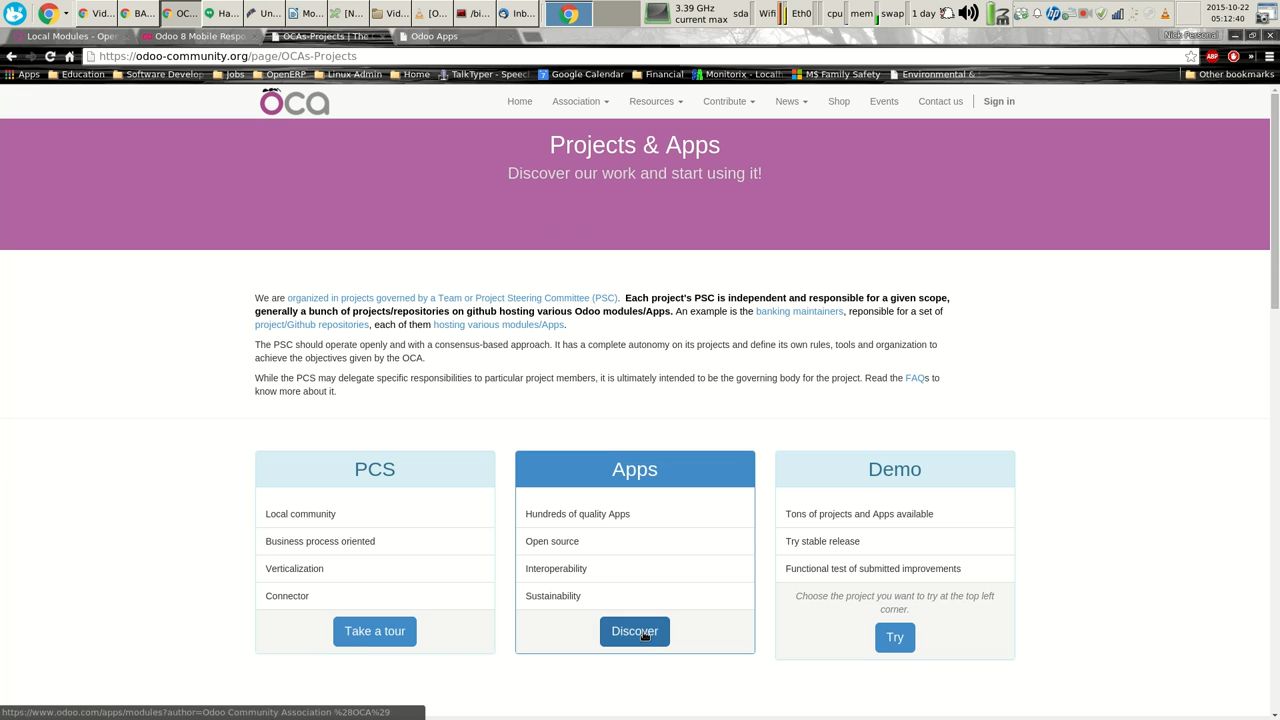 Vid...
BA...
OC...
Ha...
Un...
Mo...
[N...
Vid...
[O...
/bi...
Inb...
3.39 GHz
current max
sda
Wifi
Eth0
cpu
mem
swap
1 day
2015-10-22
05:12:40
Local Modules - Oper
Odoo 8 Mobile Respo
OCAs-Projects | The
Odoo Apps
Nick Personal
https://odoo-community.org/page/OCAs-Projects
Apps
Education
Software Develop
Jobs
OpenERP
Linux-Admin
Home
TalkTyper - Speec
Google Calendar
Financial
Monitorix - Local
M$ Family Safety
Environmental &
Other bookmarks
oca
Home
Association
Resources
Contribute
News
Shop
Events
Contact us
Sign in
Projects & Apps
Discover our work and start using it!
We are organized in projects governed by a Team or Project Steering Committee (PSC). Each project's PSC is independent and responsible for a given scope,
generally a bunch of projects/repositories on github hosting various Odoo modules/Apps. An example is the banking maintainers, reponsible for a set of
project/Github repositories, each of them hosting various modules/Apps.
The PSC should operate openly and with a consensus-based approach. It has a complete autonomy on its projects and define its own rules, tools and organization to
achieve the objectives given by the OCA.
While the PCS may delegate specific responsibilities to particular project members, it is ultimately intended to be the governing body for the project. Read the FAQs to
know more about it.
PCS
Local community
Business process oriented
Verticalization
Connector
Take a tour
Apps
Hundreds of quality Apps
Open source
Interoperability
Sustainability
Discover
Demo
Tons of projects and Apps available
Try stable release
Functional test of submitted improvements
Choose the project you want to try at the top left
corner.
Try
https://www.odoo.com/apps/modules?author=Odoo Community Association %28OCA%29